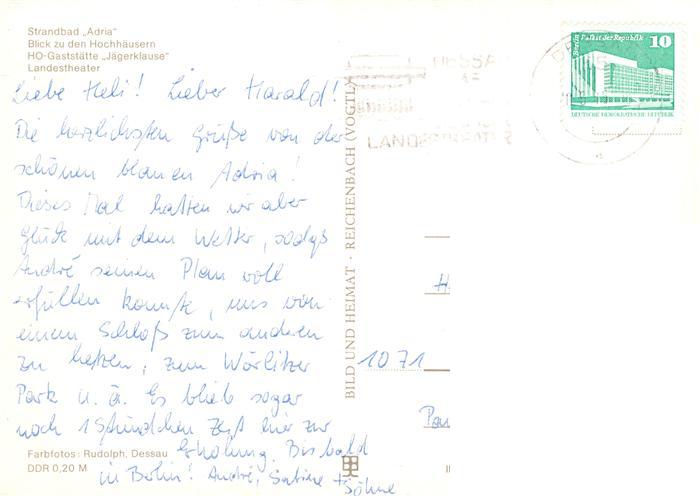 Strandbad „Adria"
Blick zu den Hochhäusern
HO-Gaststätte „Jägerklause"
Landestheater
Liebe Heli! Lieber Harald!
Die herzlichsten Grüße von der
schönen blauen Adria!
Dieses Mal hatten wir aber
Glück mit dem Wetter, sodaß
André seinen Plan voll
erfüllen konnte, uns von
einem Schloß zum anderen
zu hetzen, zum Wörlitzer
Park u. ä. Es blieb sogar
noch 1 Stündchen Zeit hier zur
Erholung. Bis bald
in Berlin! André, Sabine + Söhne
Farbfotos: Rudolph, Dessau
DDR 0,20 M
BILD UND HEIMAT · REICHENBACH (VOGTL)
DESSA
LANDESTHEATER
Berlin, Palast der Republik 10
DEUTSCHE DEMOKRATISCHE REPUBLIK
H
1071
Pan